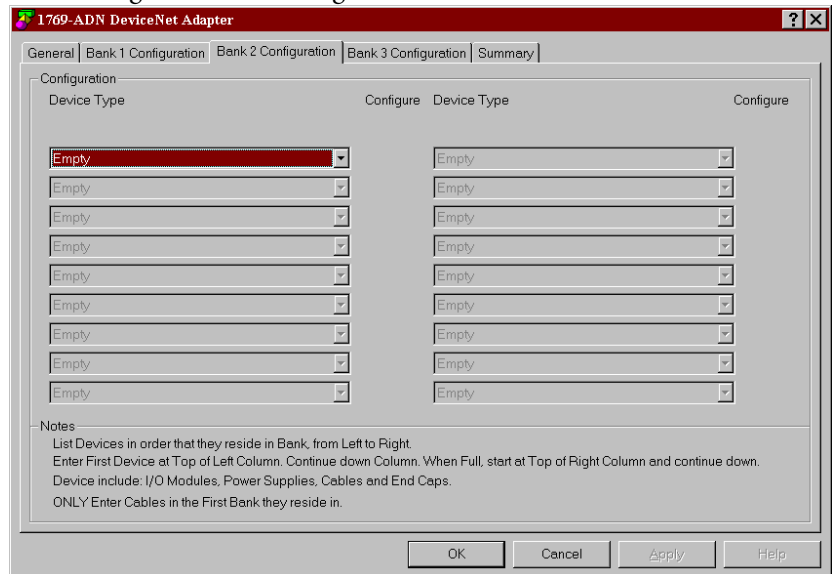 1769-ADN DeviceNet Adapter
General Bank 1 Configuration Bank 2 Configuration Bank 3 Configuration Summary
Configuration
Device Type Configure Device Type Configure
Empty Empty
Empty Empty
Empty Empty
Empty Empty
Empty Empty
Empty Empty
Empty Empty
Empty Empty
Empty Empty
Notes
List Devices in order that they reside in Bank, from Left to Right.
Enter First Device at Top of Left Column. Continue down Column. When Full, start at Top of Right Column and continue down.
Device include: I/O Modules, Power Supplies, Cables and End Caps.
ONLY Enter Cables in the First Bank they reside in.
OK Cancel Apply Help